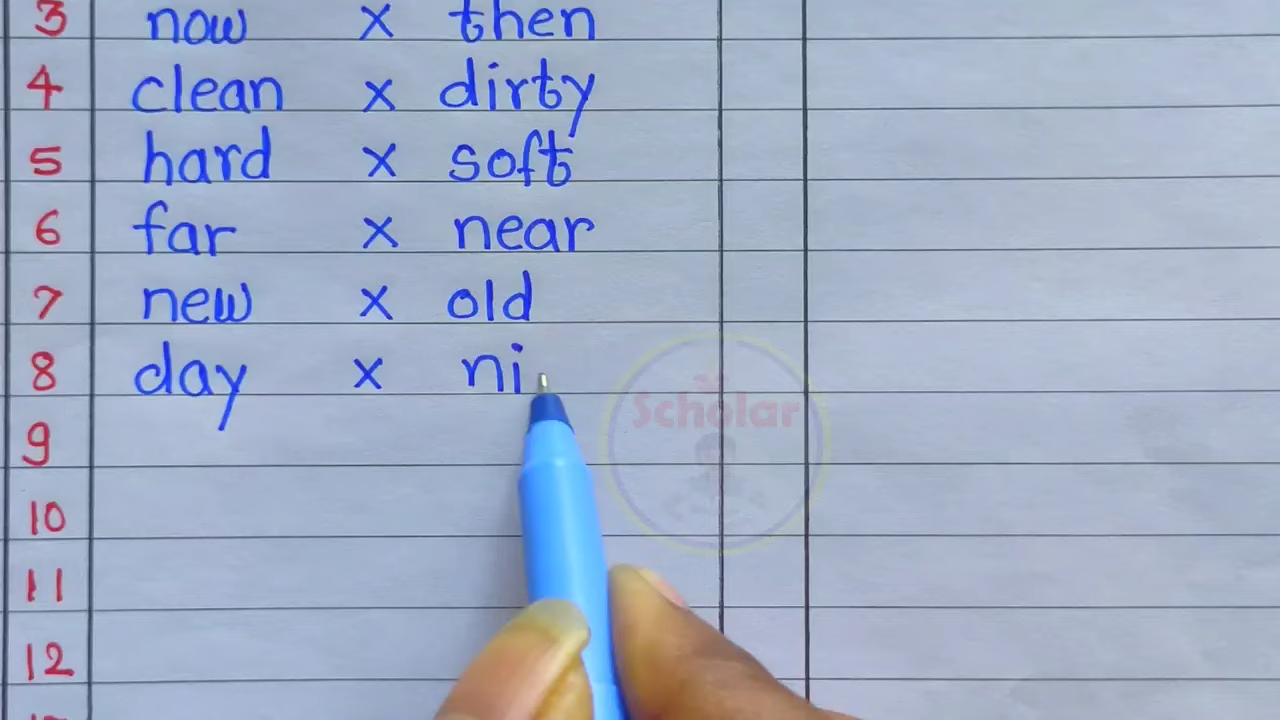 3 now x then
4 clean x dirty
5 hard x soft
6 far x near
7 new x old
8 day x ni
9
10
11
12
Scholar